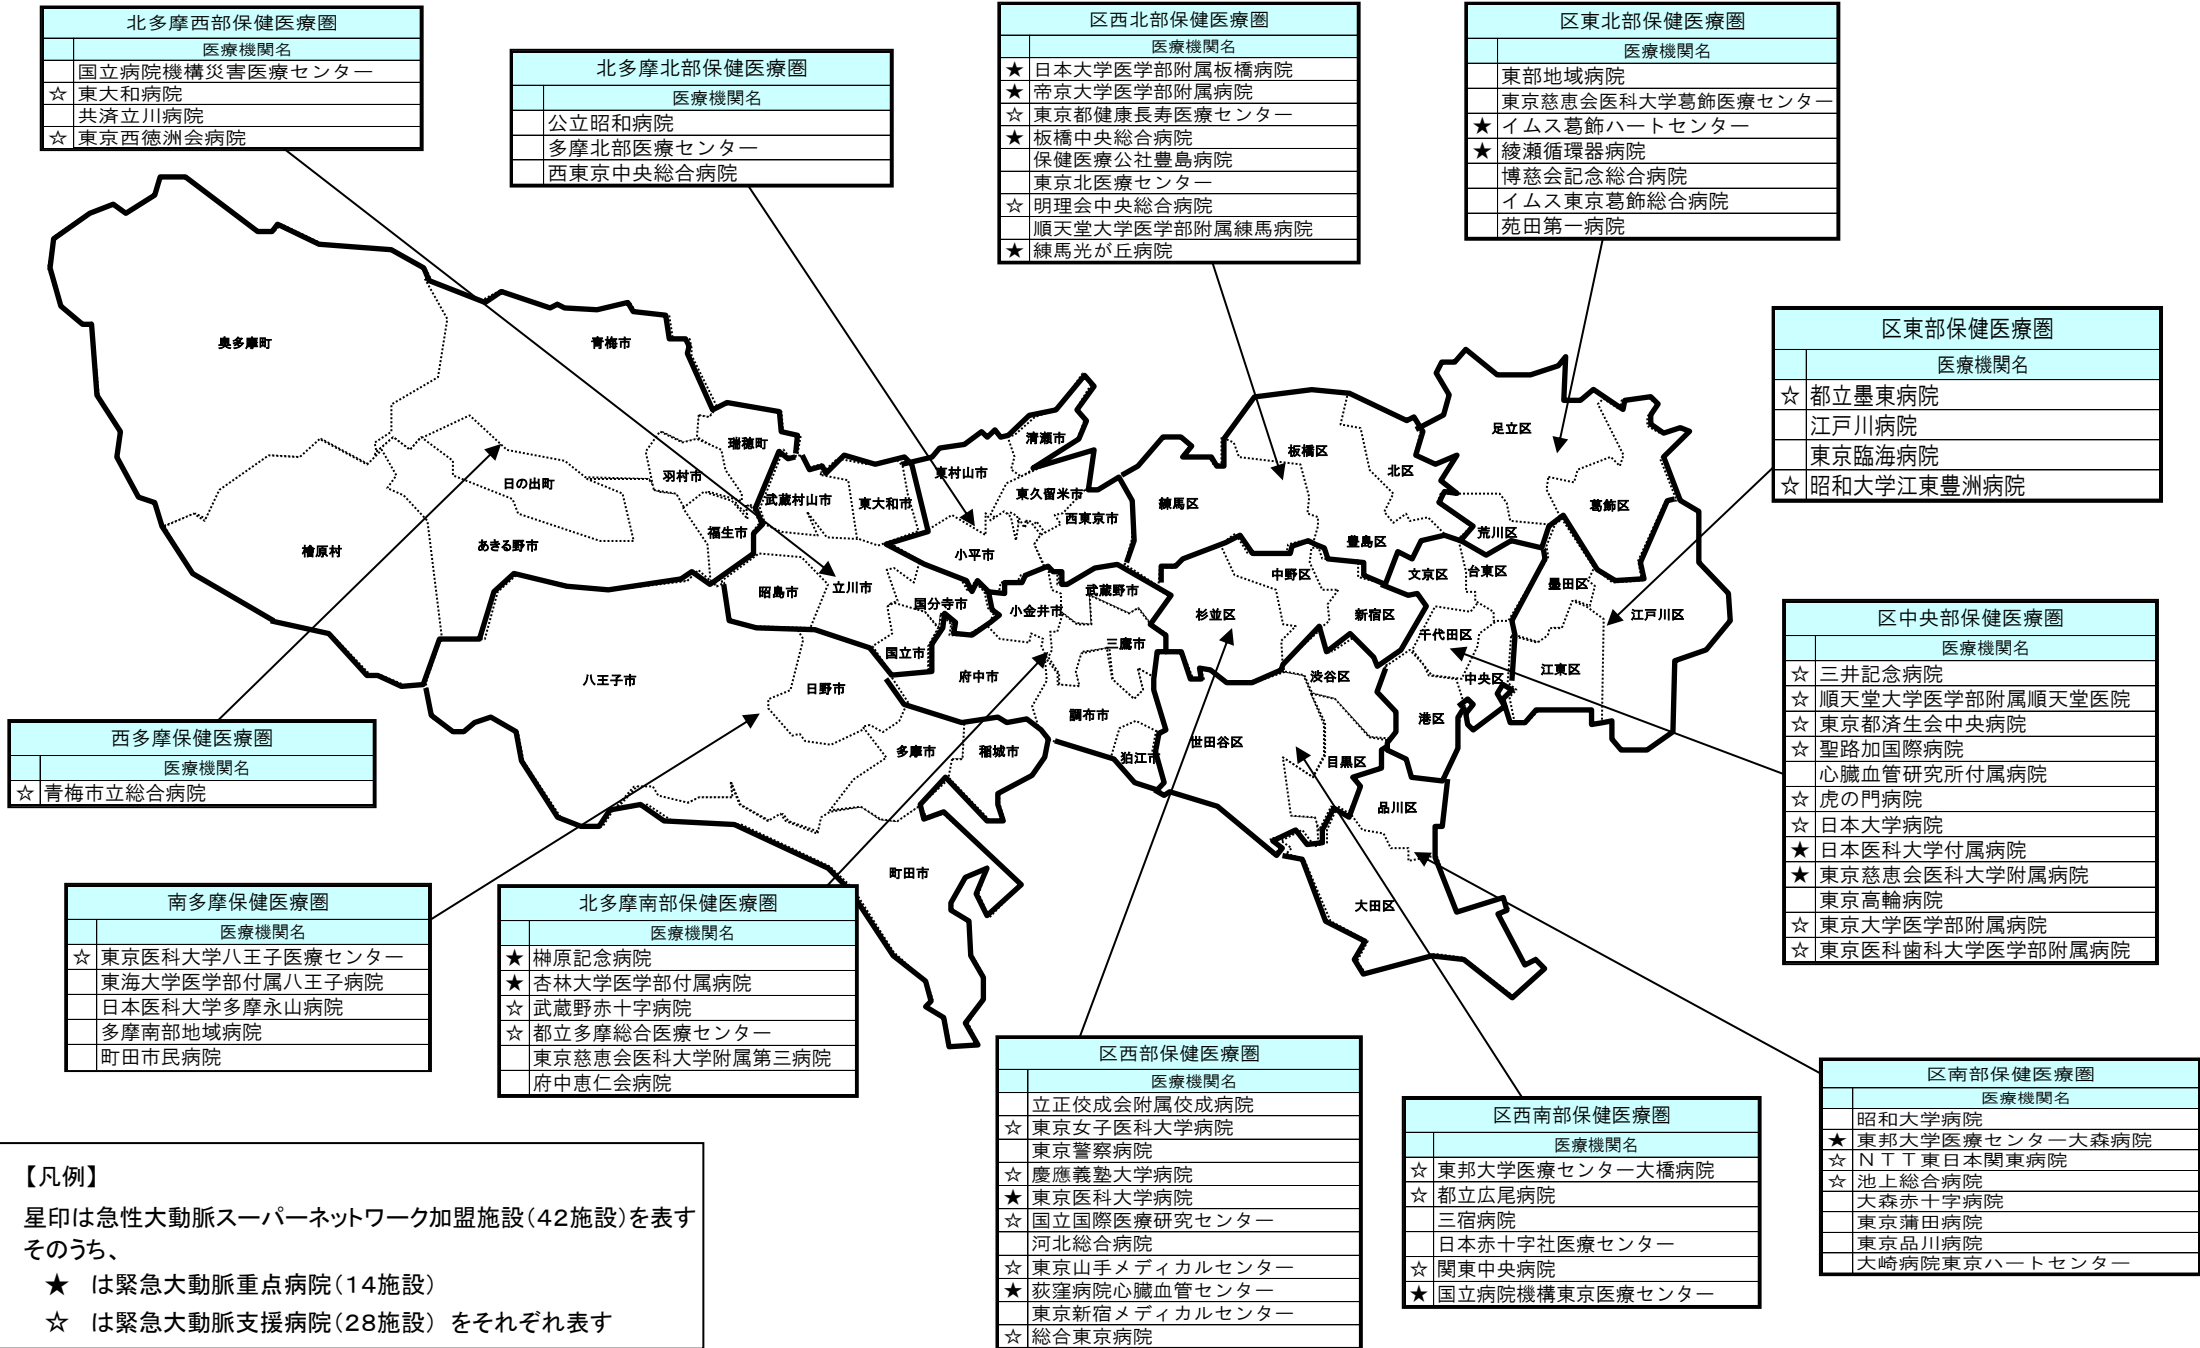 北多摩西部保健医療圏
医療機関名
国立病院機構災害医療センター
☆ 東大和病院
共済立川病院
☆ 東京西徳洲会病院
北多摩北部保健医療圏
医療機関名
公立昭和病院
多摩北部医療センター
西東京中央総合病院
区西北部保健医療圏
医療機関名
★ 日本大学医学部附属板橋病院
★ 帝京大学医学部附属病院
☆ 東京都健康長寿医療センター
★ 板橋中央総合病院
保健医療公社豊島病院
東京北医療センター
☆ 明理会中央総合病院
順天堂大学医学部附属練馬病院
★ 練馬光が丘病院
区東北部保健医療圏
医療機関名
東部地域病院
東京慈恵会医科大学葛飾医療センター
★ イムス葛飾ハートセンター
★ 綾瀬循環器病院
博慈会記念総合病院
イムス東京葛飾総合病院
苑田第一病院
区東部保健医療圏
医療機関名
☆ 都立墨東病院
江戸川病院
東京臨海病院
☆ 昭和大学江東豊洲病院
奥多摩町
青梅市
瑞穂町
羽村市
日の出町
福生市
あきる野市
檜原村
武蔵村山市
東大和市
東村山市
清瀬市
東久留米市
西東京市
小平市
昭島市
立川市
国分寺市
国立市
小金井市
武蔵野市
三鷹市
府中市
調布市
狛江市
八王子市
日野市
多摩市
稲城市
町田市
練馬区
板橋区
北区
豊島区
足立区
荒川区
葛飾区
文京区
台東区
墨田区
江戸川区
中野区
杉並区
新宿区
千代田区
中央区
江東区
渋谷区
港区
世田谷区
目黒区
品川区
大田区
区中央部保健医療圏
医療機関名
☆ 三井記念病院
☆ 順天堂大学医学部附属順天堂医院
☆ 東京都済生会中央病院
☆ 聖路加国際病院
心臓血管研究所付属病院
☆ 虎の門病院
☆ 日本大学病院
★ 日本医科大学付属病院
★ 東京慈恵会医科大学附属病院
東京高輪病院
☆ 東京大学医学部附属病院
☆ 東京医科歯科大学医学部附属病院
西多摩保健医療圏
医療機関名
☆ 青梅市立総合病院
南多摩保健医療圏
医療機関名
☆ 東京医科大学八王子医療センター
東海大学医学部付属八王子病院
日本医科大学多摩永山病院
多摩南部地域病院
町田市民病院
北多摩南部保健医療圏
医療機関名
★ 榊原記念病院
★ 杏林大学医学部付属病院
☆ 武蔵野赤十字病院
☆ 都立多摩総合医療センター
東京慈恵会医科大学附属第三病院
府中恵仁会病院
区西部保健医療圏
医療機関名
立正佼成会附属佼成病院
☆ 東京女子医科大学病院
東京警察病院
☆ 慶應義塾大学病院
★ 東京医科大学病院
☆ 国立国際医療研究センター
河北総合病院
☆ 東京山手メディカルセンター
★ 荻窪病院心臓血管センター
東京新宿メディカルセンター
☆ 総合東京病院
区西南部保健医療圏
医療機関名
☆ 東邦大学医療センター大橋病院
☆ 都立広尾病院
三宿病院
日本赤十字社医療センター
☆ 関東中央病院
★ 国立病院機構東京医療センター
区南部保健医療圏
医療機関名
昭和大学病院
★ 東邦大学医療センター大森病院
☆ ＮＴＴ東日本関東病院
☆ 池上総合病院
大森赤十字病院
東京蒲田病院
東京品川病院
大崎病院東京ハートセンター
【凡例】
星印は急性大動脈スーパーネットワーク加盟施設（４２施設）を表す
そのうち、
★ は緊急大動脈重点病院（１４施設）
☆ は緊急大動脈支援病院（２８施設） をそれぞれ表す